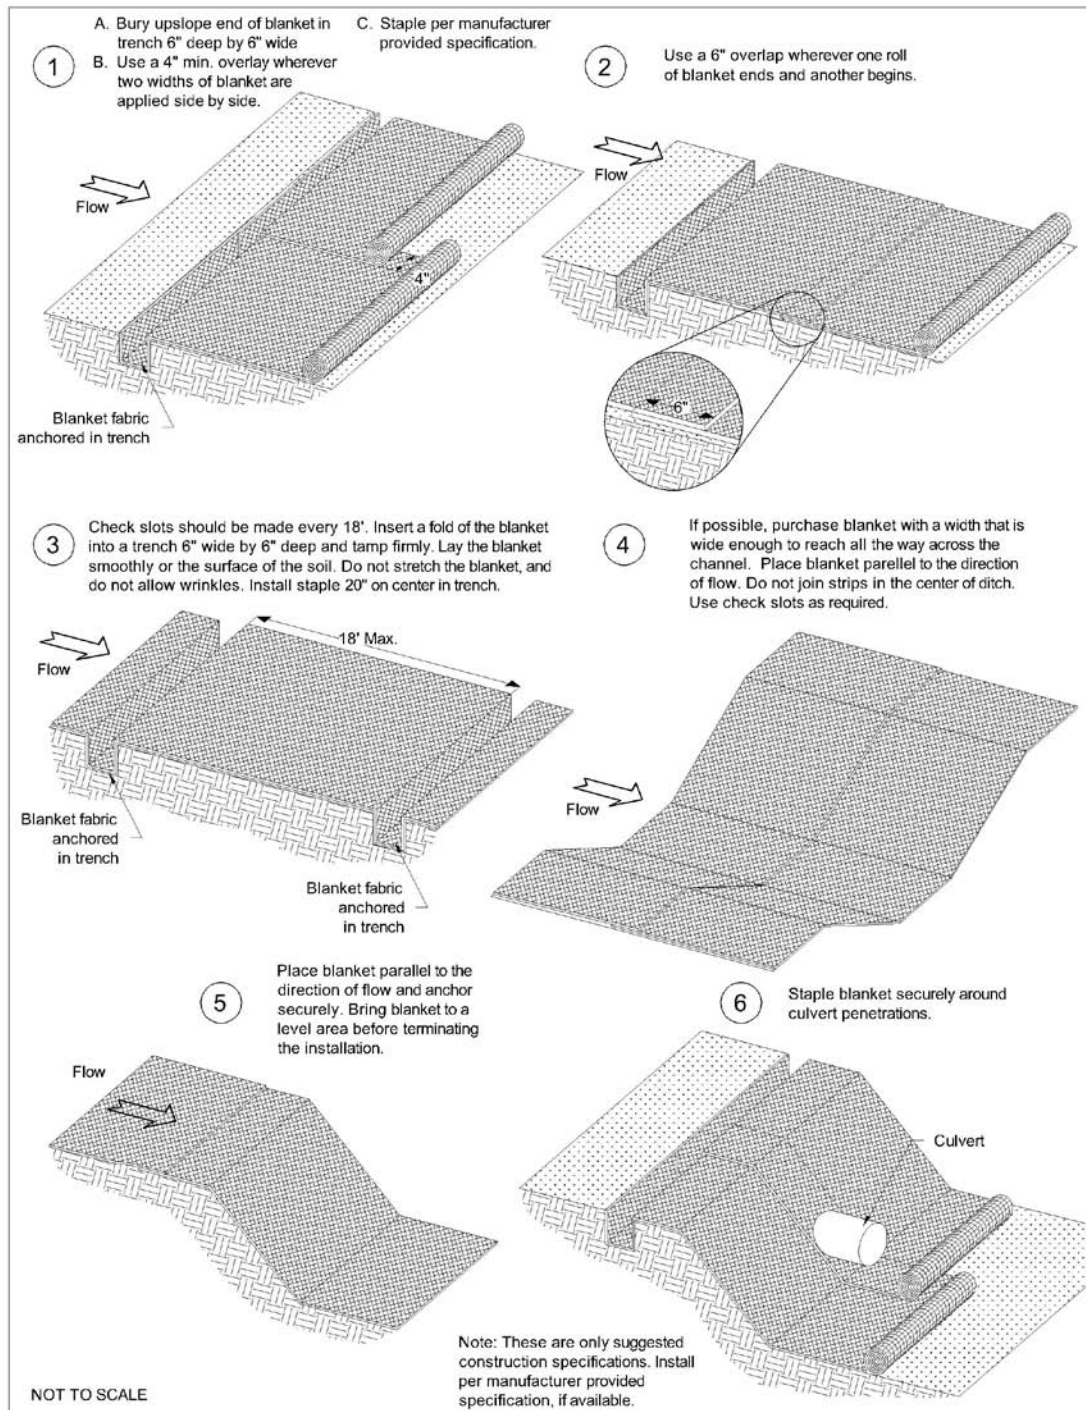 1
A. Bury upslope end of blanket in
trench 6" deep by 6" wide
B. Use a 4" min. overlay wherever
two widths of blanket are
applied side by side.
C. Staple per manufacturer
provided specification.
Flow
4"
Blanket fabric
anchored in trench
2
Use a 6" overlap wherever one roll
of blanket ends and another begins.
Flow
6"
3
Check slots should be made every 18'. Insert a fold of the blanket
into a trench 6" wide by 6" deep and tamp firmly. Lay the blanket
smoothly or the surface of the soil. Do not stretch the blanket, and
do not allow wrinkles. Install staple 20" on center in trench.
Flow
18' Max.
Blanket fabric
anchored
in trench
Blanket fabric
anchored
in trench
4
If possible, purchase blanket with a width that is
wide enough to reach all the way across the
channel. Place blanket parellel to the direction
of flow. Do not join strips in the center of ditch.
Use check slots as required.
Flow
5
Place blanket parallel to the
direction of flow and anchor
securely. Bring blanket to a
level area before terminating
the installation.
Flow
6
Staple blanket securely around
culvert penetrations.
Culvert
Note: These are only suggested
construction specifications. Install
per manufacturer provided
specification, if available.
NOT TO SCALE